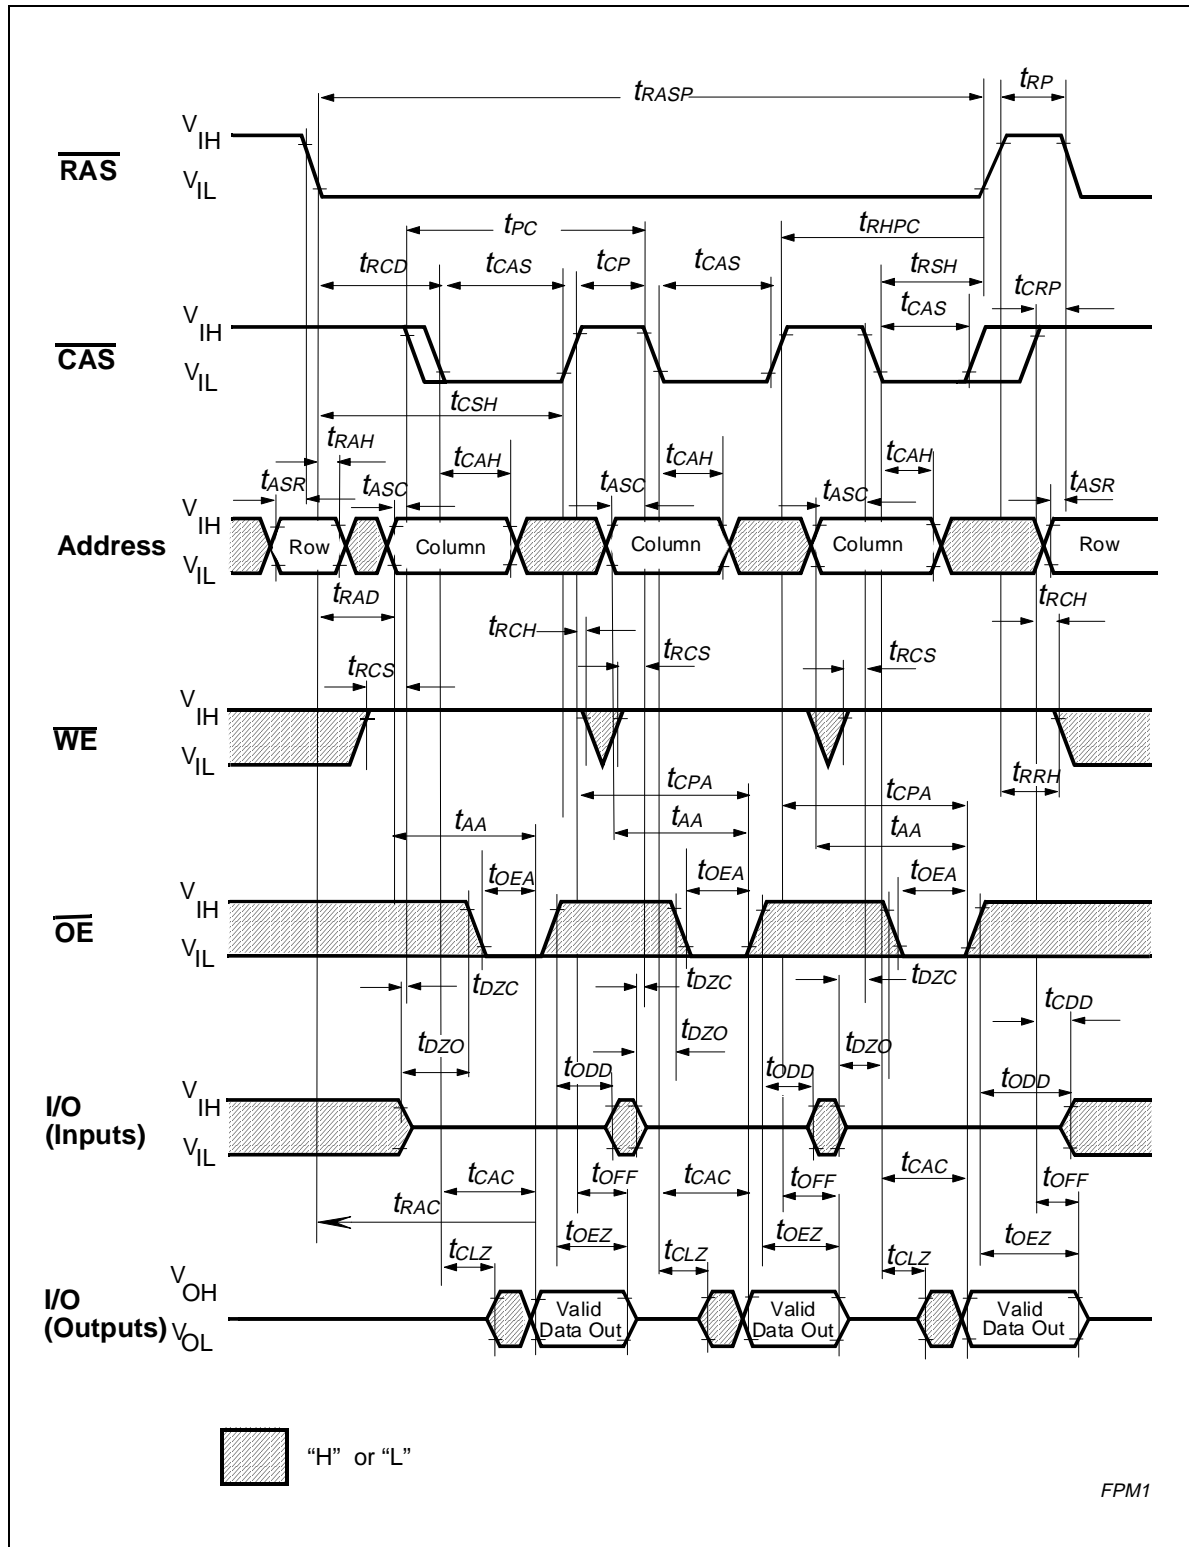 tRASP tRP
VIH
RAS
VIL
tPC tRHPC
tRCD tCAS tCP tCAS tRSH
tCRP
tCAS
VIH
CAS
VIL
tCSH
tRAH
tCAH tCAH tCAH
tASR tASC tASC tASC tASR
VIH
Address Row Column Column Column Row
VIL
tRAD
tRCH tRCH
tRCS tRCS tRCS
VIH
WE
VIL
tRRH
tCPA tCPA
tAA tAA tAA
tOEA tOEA tOEA
VIH
OE
VIL
tDZC tDZC tDZC
tCDD
tDZO tDZO tDZO
tODD tODD tODD
VIH
I/O
(Inputs)
VIL
tCAC tOFF tCAC tOFF tCAC tOFF
tRAC
tOEZ tOEZ tOEZ
tCLZ tCLZ tCLZ
VOH
I/O
(Outputs)
VOL
Valid Data Out
Valid Data Out
Valid Data Out
“H” or “L”
FPM1